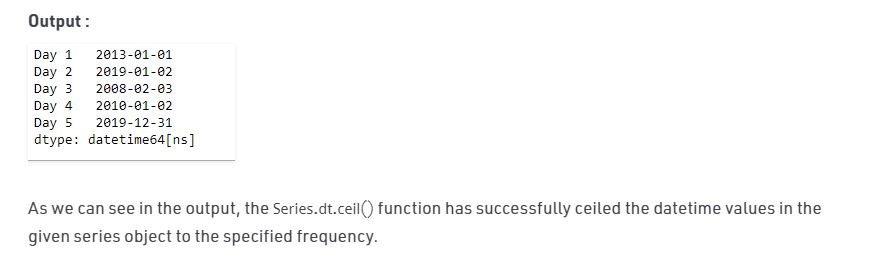 Output :
Day 1   2013-01-01
Day 2   2019-01-02
Day 3   2008-02-03
Day 4   2010-01-02
Day 5   2019-12-31
dtype: datetime64[ns]
As we can see in the output, the Series.dt.ceil() function has successfully ceiled the datetime values in the
given series object to the specified frequency.